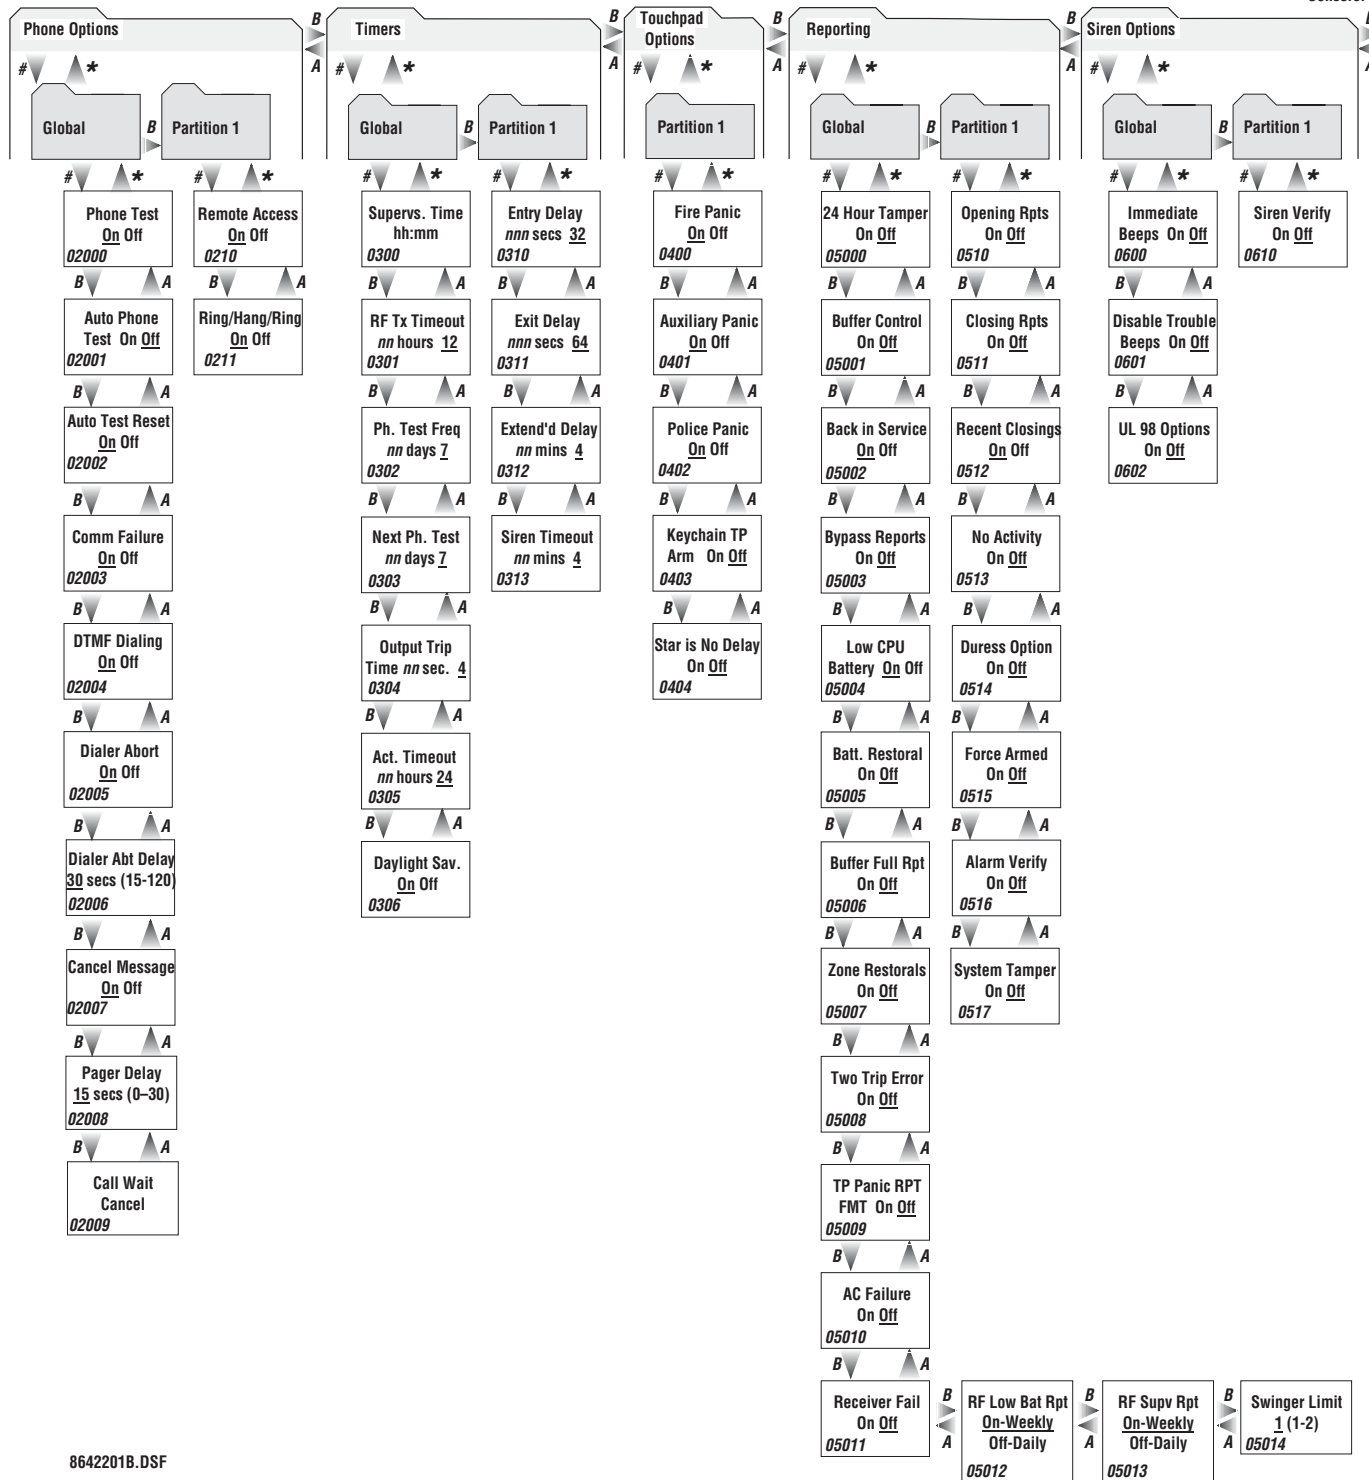 Phone Options
B
A
#
*
Global
B
Partition 1
#
*
Phone Test
On Off
02000
B
A
Auto Phone
Test On Off
02001
B
A
Auto Test Reset
On Off
02002
B
A
Comm Failure
On Off
02003
B
A
DTMF Dialing
On Off
02004
B
A
Dialer Abort
On Off
02005
B
A
Dialer Abt Delay
30 secs (15-120)
02006
B
A
Cancel Message
On Off
02007
B
A
Pager Delay
15 secs (0–30)
02008
B
A
Call Wait
Cancel
02009
#
*
Remote Access
On Off
0210
B
A
Ring/Hang/Ring
On Off
0211
Timers
B
A
#
*
Global
B
Partition 1
#
*
Supervs. Time
hh:mm
0300
B
A
RF Tx Timeout
nn hours 12
0301
B
A
Ph. Test Freq
nn days 7
0302
B
A
Next Ph. Test
nn days 7
0303
B
A
Output Trip
Time nn sec. 4
0304
B
A
Act. Timeout
nn hours 24
0305
B
A
Daylight Sav.
On Off
0306
#
*
Entry Delay
nnn secs 32
0310
B
A
Exit Delay
nnn secs 64
0311
B
A
Extend'd Delay
nn mins 4
0312
B
A
Siren Timeout
nn mins 4
0313
Touchpad
Options
B
A
#
*
Partition 1
#
*
Fire Panic
On Off
0400
B
A
Auxiliary Panic
On Off
0401
B
A
Police Panic
On Off
0402
B
A
Keychain TP
Arm On Off
0403
B
A
Star is No Delay
On Off
0404
Reporting
B
A
#
*
Global
B
Partition 1
#
*
24 Hour Tamper
On Off
05000
B
A
Buffer Control
On Off
05001
B
A
Back in Service
On Off
05002
B
A
Bypass Reports
On Off
05003
B
A
Low CPU
Battery On Off
05004
B
A
Batt. Restoral
On Off
05005
B
A
Buffer Full Rpt
On Off
05006
B
A
Zone Restorals
On Off
05007
B
A
Two Trip Error
On Off
05008
B
A
TP Panic RPT
FMT On Off
05009
B
A
AC Failure
On Off
05010
B
A
Receiver Fail
On Off
05011
B
A
RF Low Bat Rpt
On-Weekly
Off-Daily
05012
B
A
RF Supv Rpt
On-Weekly
Off-Daily
05013
B
A
Swinger Limit
1 (1-2)
05014
#
*
Opening Rpts
On Off
0510
B
A
Closing Rpts
On Off
0511
B
A
Recent Closings
On Off
0512
B
A
No Activity
On Off
0513
B
A
Duress Option
On Off
0514
B
A
Force Armed
On Off
0515
B
A
Alarm Verify
On Off
0516
B
A
System Tamper
On Off
0517
Siren Options
#
*
Global
B
Partition 1
#
*
Immediate
Beeps On Off
0600
B
A
Disable Trouble
Beeps On Off
0601
B
A
UL 98 Options
On Off
0602
#
*
Siren Verify
On Off
0610
8642201B.DSF